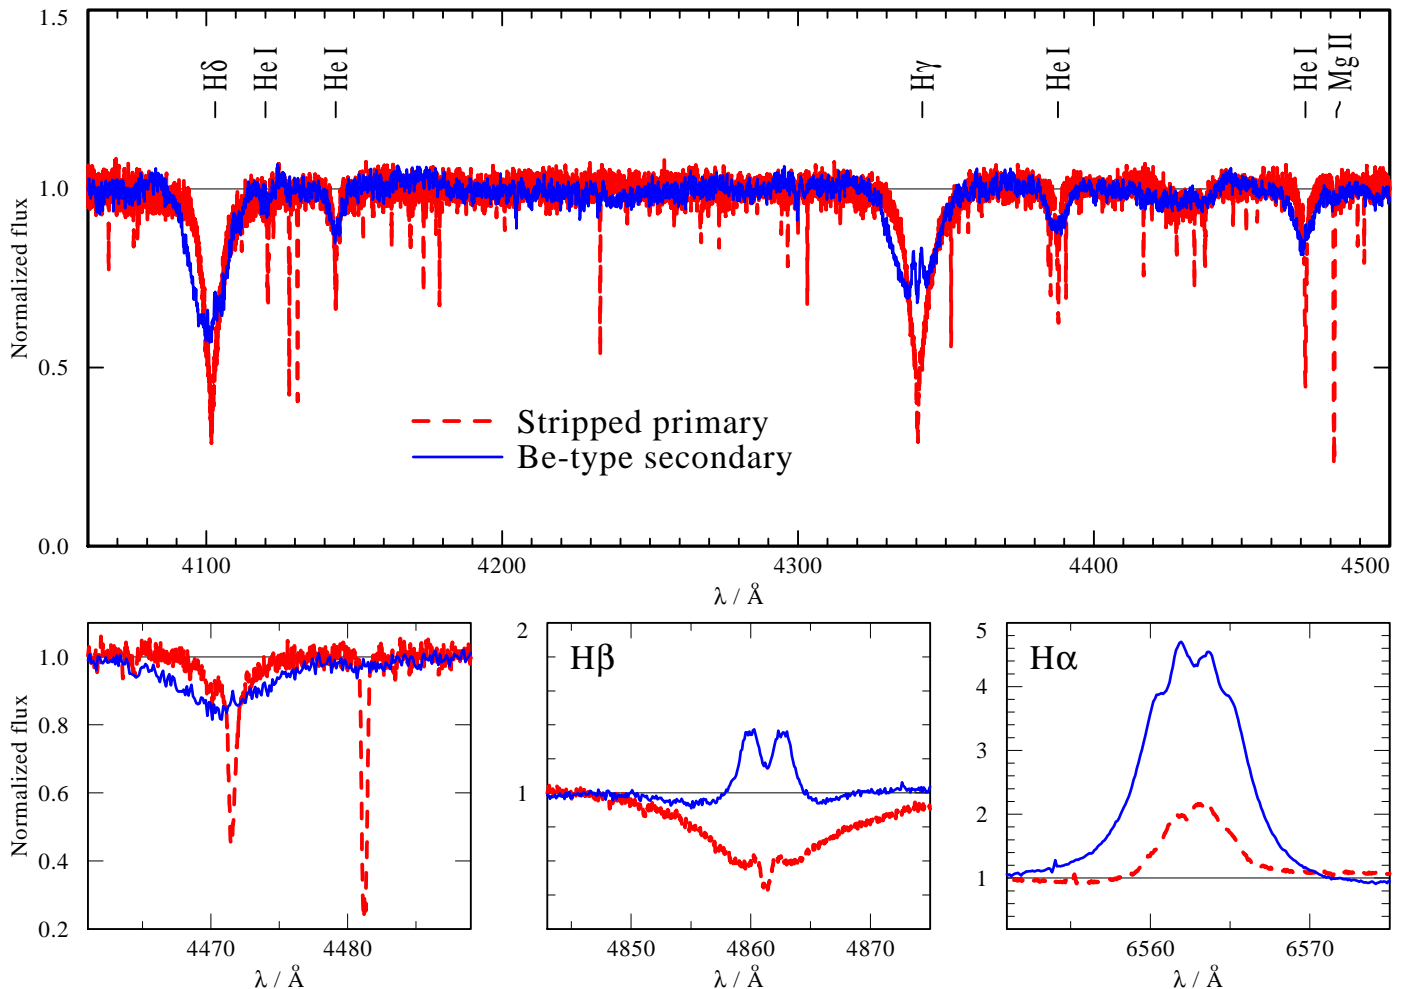 1.5
1.0
0.5
0.0
Normalized flux
Hδ
He I
He I
Hγ
He I
He I
Mg II
Stripped primary
Be-type secondary
4100 4200 4300 4400 4500
λ / Å
1.0
0.8
0.6
0.4
0.2
Normalized flux
4470 4480
λ / Å
2
1
Hβ
4850 4860 4870
λ / Å
5
4
3
2
1
Hα
6560 6570
λ / Å